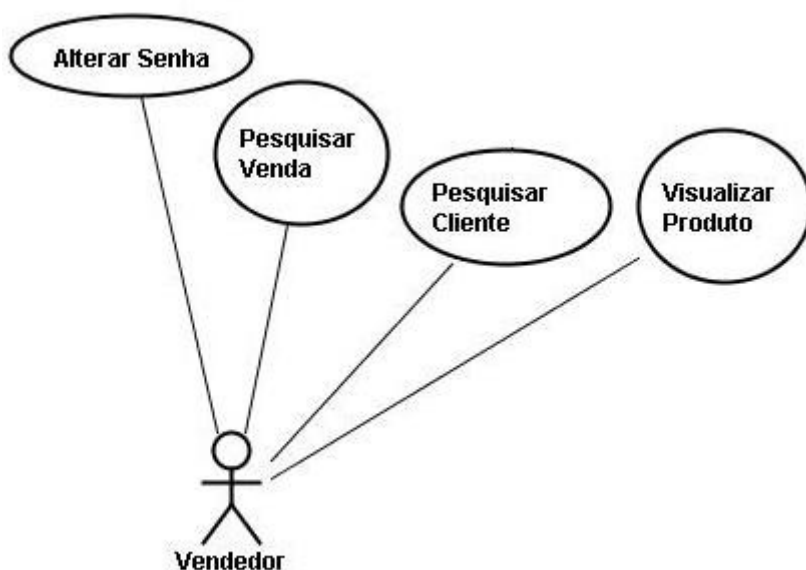 Alterar Senha
Pesquisar
Venda
Pesquisar
Cliente
Visualizar
Produto
Vendedor